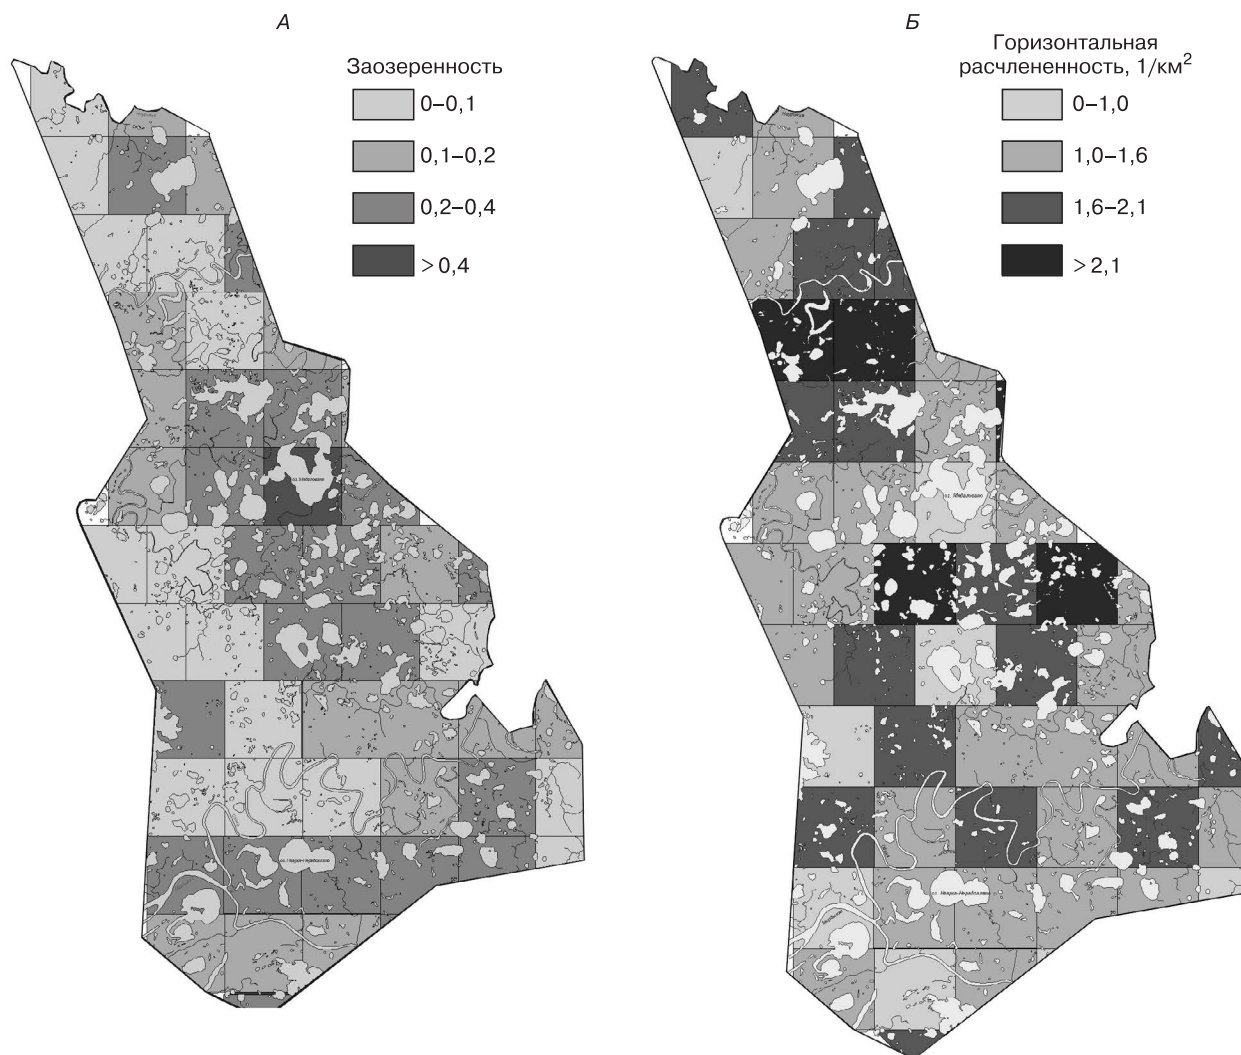 А
Заозеренность
0–0,1
0,1–0,2
0,2–0,4
> 0,4
Б
Горизонтальная
расчлененность, 1/км²
0–1,0
1,0–1,6
1,6–2,1
> 2,1